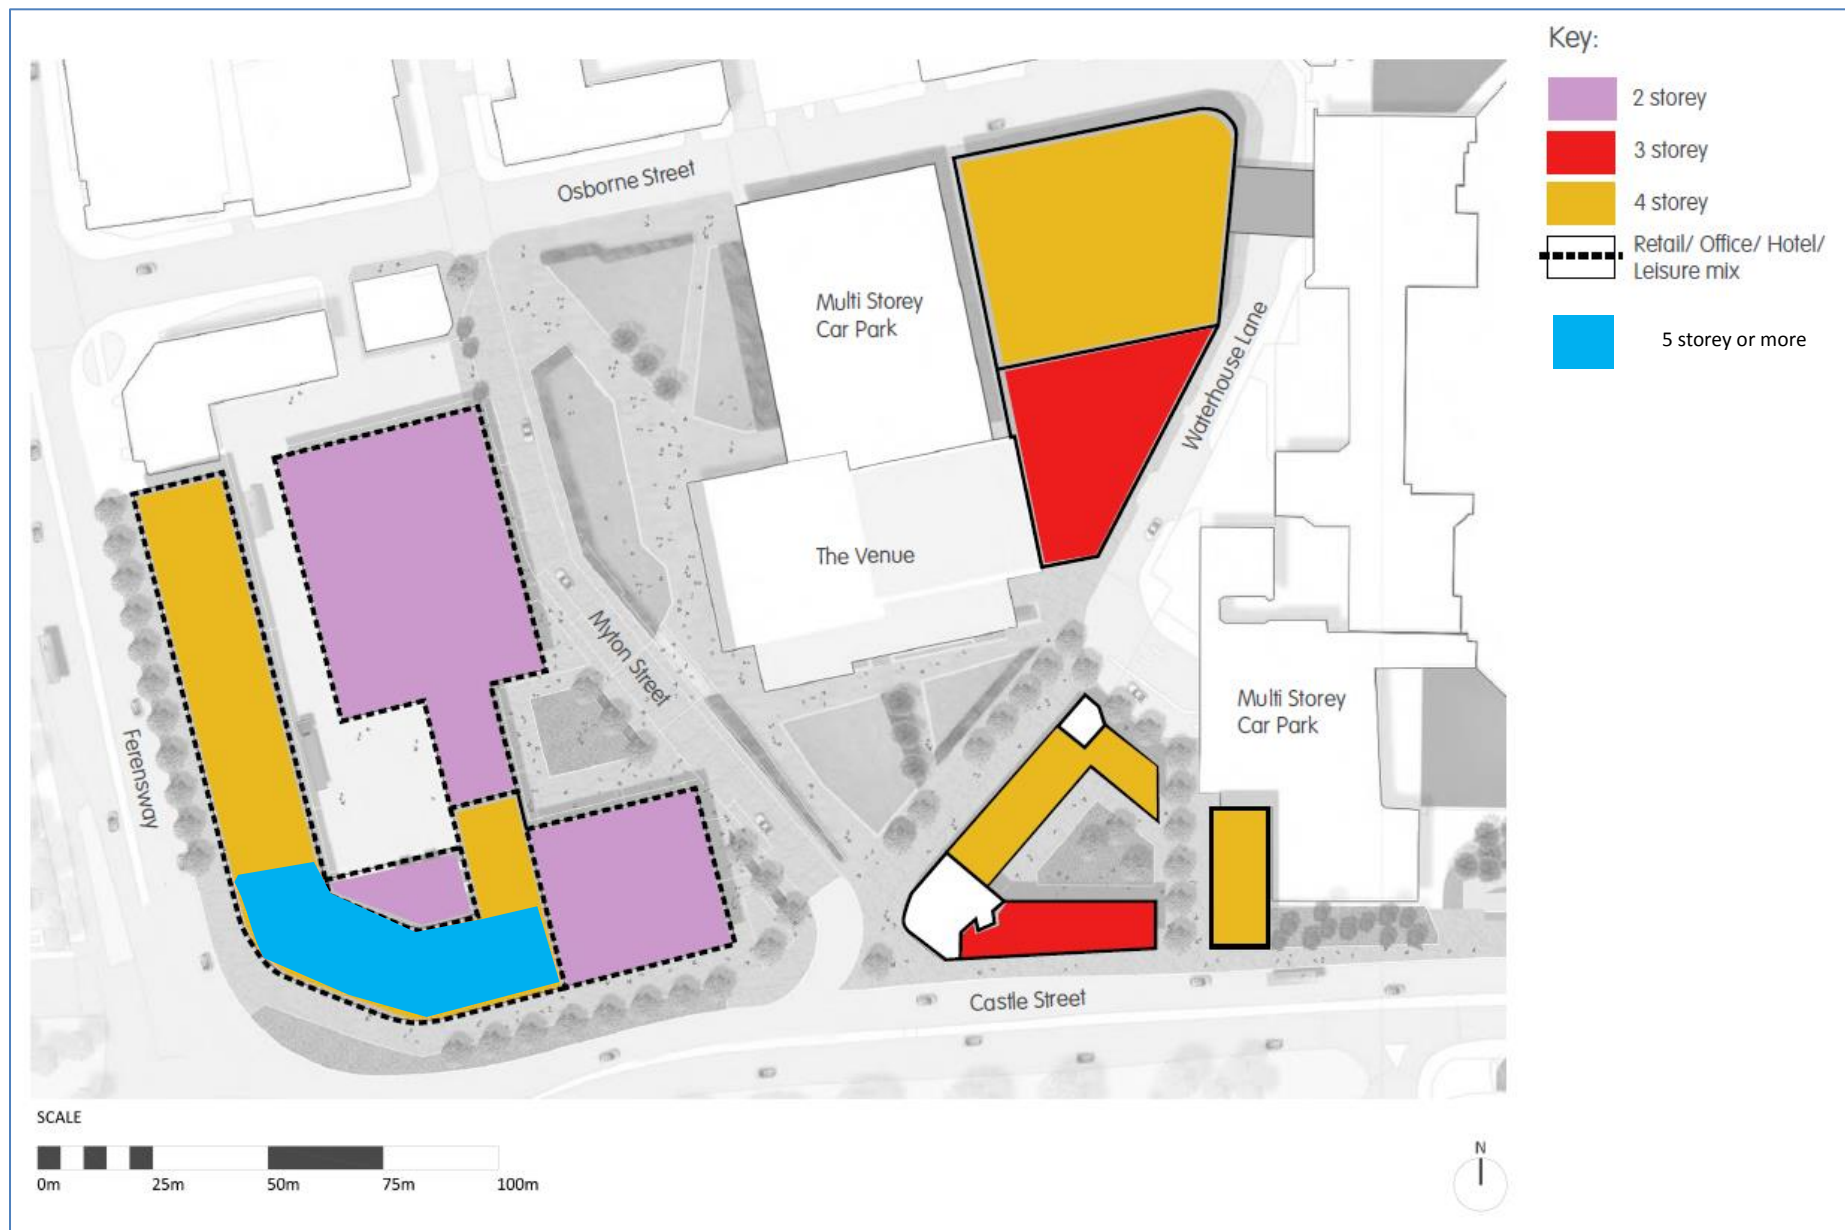 Key:
2 storey
3 storey
4 storey
Retail/ Office/ Hotel/
Leisure mix
5 storey or more
Osborne Street
Multi Storey
Car Park
Waterhouse Lane
The Venue
Myton Street
Ferensway
Multi Storey
Car Park
Castle Street
SCALE
0m 25m 50m 75m 100m
N